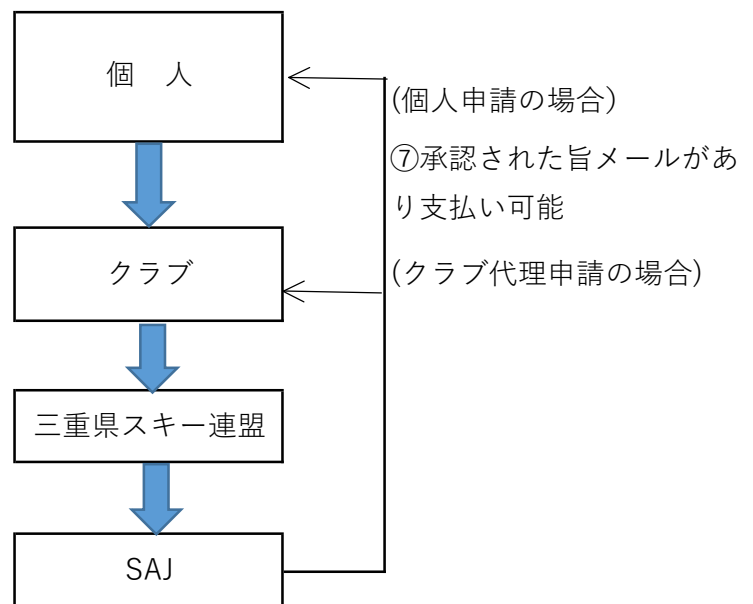 個　人
(個人申請の場合)
⑦承認された旨メールがあ
り支払い可能
クラブ
(クラブ代理申請の場合)
三重県スキー連盟
SAJ